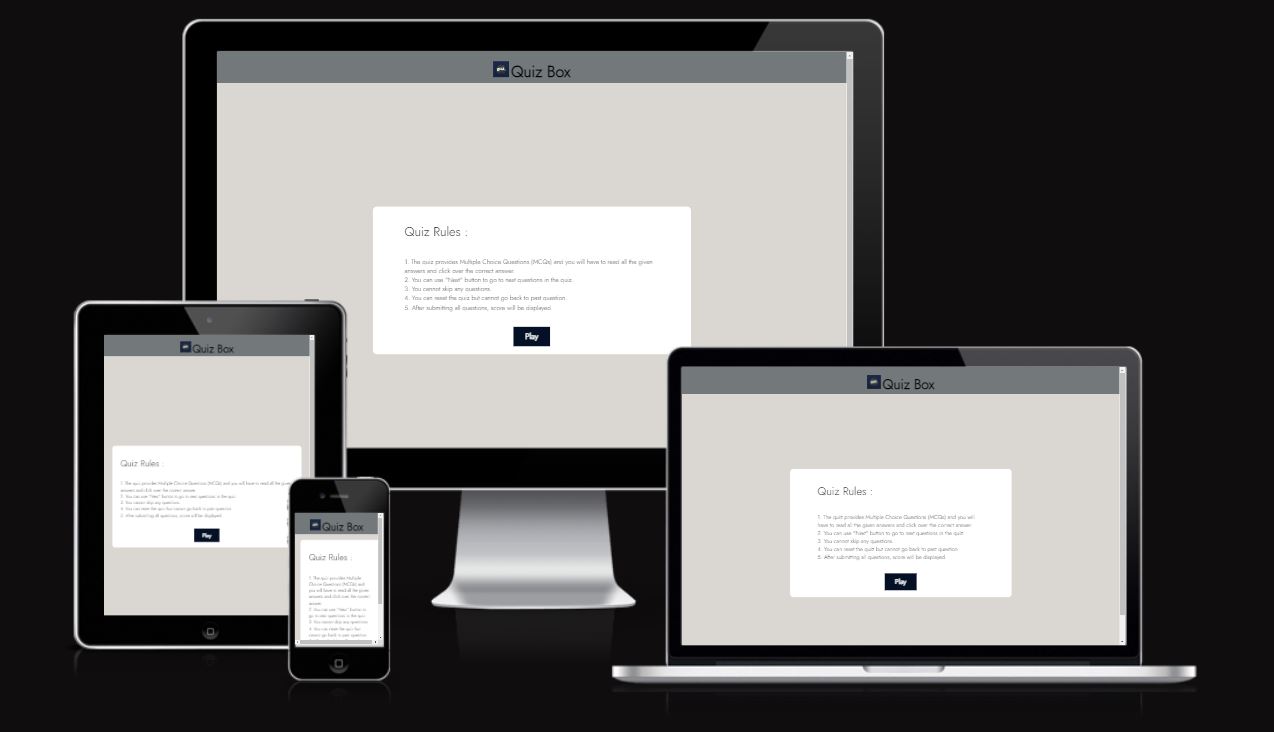 Quiz Box
Quiz Rules :
1. The quiz provides Multiple Choice Questions (MCQs) and you will have to read all the given
answers and click over the correct answer.
2. You can use "Next" button to go to next questions in the quiz.
3. You cannot skip any questions.
4. You can reset the quiz but cannot go back to past question.
5. After submitting all questions, score will be displayed.
Play
Quiz Box
Quiz Rules :
1. The quiz provides Multiple Choice Questions (MCQs) and you will have to read all the given
answers and click over the correct answer.
2. You can use "Next" button to go to next questions in the quiz.
3. You cannot skip any questions.
4. You can reset the quiz but cannot go back to past question.
5. After submitting all questions, score will be displayed.
Play
Quiz Box
Quiz Rules :
1. The quiz provides Multiple
Choice Questions (MCQs) and
you will have to read all the given
answers and click over the correct
answer.
2. You can use "Next" button to
go to next questions in the quiz.
3. You cannot skip any questions.
4. You can reset the quiz but
cannot go back to past question.
Quiz Box
Quiz Rules :
1. The quiz provides Multiple Choice Questions (MCQs) and you will
have to read all the given answers and click over the correct answer.
2. You can use "Next" button to go to next questions in the quiz.
3. You cannot skip any questions.
4. You can reset the quiz but cannot go back to past question.
5. After submitting all questions, score will be displayed.
Play